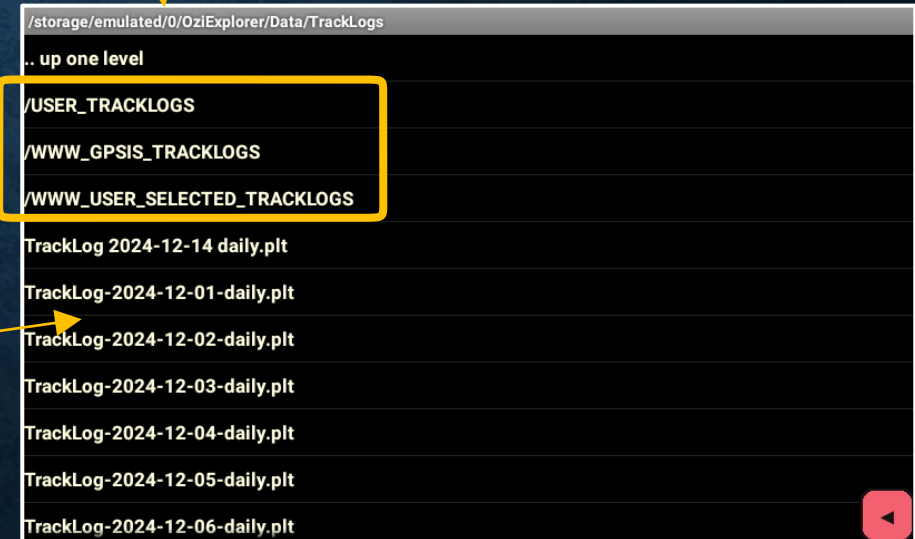 /storage/emulated/0/OziExplorer/Data/TrackLogs
.. up one level
/USER_TRACKLOGS
/WWW_GPSIS_TRACKLOGS
/WWW_USER_SELECTED_TRACKLOGS
TrackLog 2024-12-14 daily.plt
TrackLog-2024-12-01-daily.plt
TrackLog-2024-12-02-daily.plt
TrackLog-2024-12-03-daily.plt
TrackLog-2024-12-04-daily.plt
TrackLog-2024-12-05-daily.plt
TrackLog-2024-12-06-daily.plt